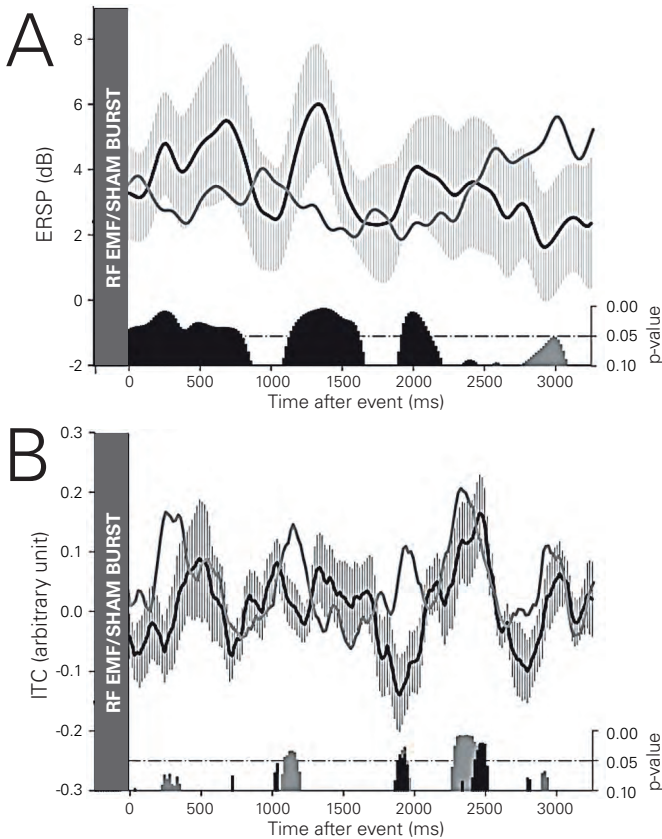 A
8
6
4
2
0
-2
ERSP (dB)
RF EMF/SHAM BURST
0.00
0.05
0.10
p-value
0 500 1000 1500 2000 2500 3000
Time after event (ms)
B
0.3
0.2
0.1
0.0
-0.1
-0.2
-0.3
ITC (arbitrary unit)
RF EMF/SHAM BURST
0.00
0.05
0.10
p-value
0 500 1000 1500 2000 2500 3000
Time after event (ms)